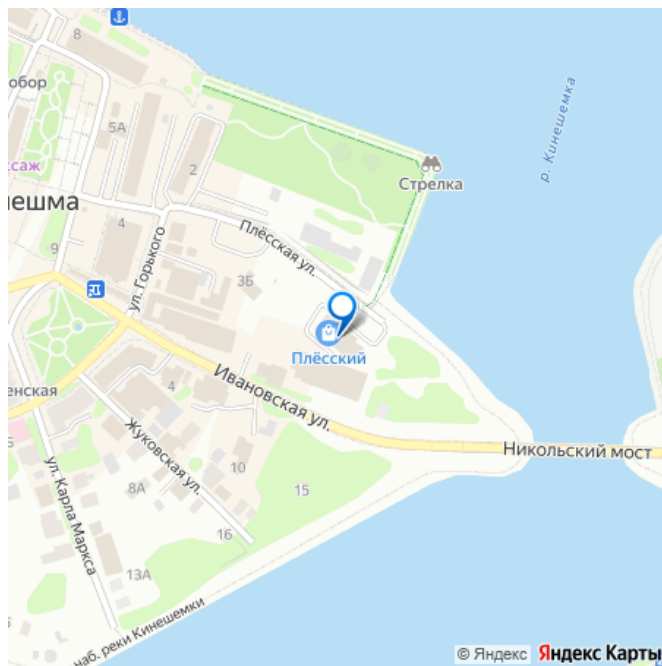 8
обор
5А
ссаж
2
Стрелка
р. Кинешемка
нешма
4
9
Плёсская ул.
ул. Горького
3Б
Плёсский
4
Ивановская ул.
енская
Жуковская ул.
10
Никольский мост
Б
ул. Карла Маркса
8А
15
16
13А
наб. реки Кинешемки
© Яндекс Яндекс Карты